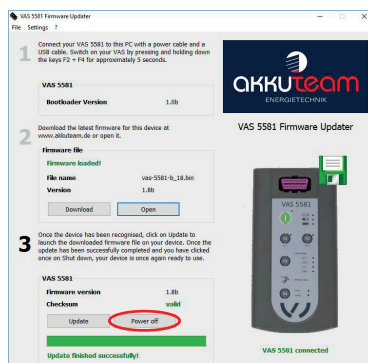 VAS 5581 Firmware Updater
File Settings ?
1
Connect your VAS 5581 to this PC with a power cable and a
USB cable. Switch on your VAS by pressing and holding down
the keys F2 + F4 for approximately 5 seconds.
VAS 5581
Bootloader Version 1.0b
2
Download the latest firmware for this device at
www.akkuteam.de or open it.
Firmware file
Firmware loaded!
File name vas-5581-b_18.bin
Version 1.8b
Download Open
3
Once the device has been recognised, click on Update to
launch the downloaded firmware file on your device. Once the
update has been successfully completed and you have clicked
once on Shut down, your device is once again ready to use.
VAS 5581
Firmware version 1.8b
Checksum valid
Update Power off
Update finished successfully!
akkuteam
ENERGIETECHNIK
VAS 5581 Firmware Updater
VAS 5581
VAS 5581 connected